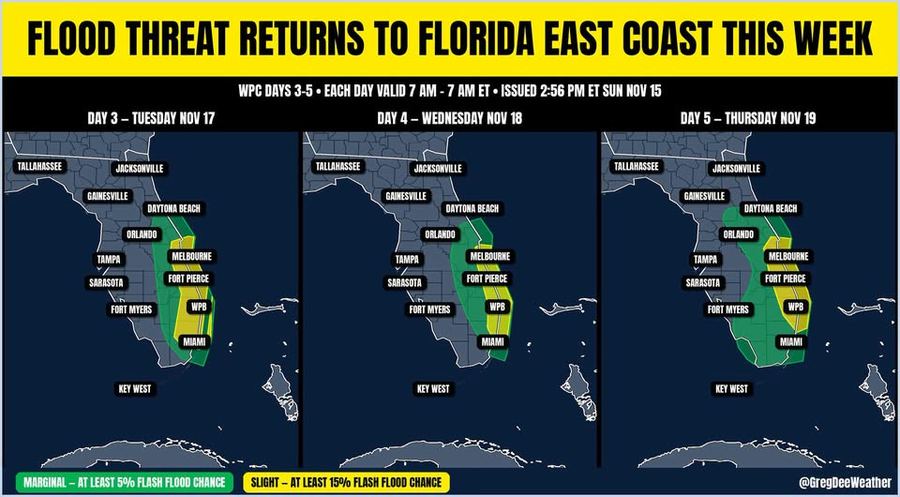 FLOOD THREAT RETURNS TO FLORIDA EAST COAST THIS WEEK
WPC DAYS 3-5 • EACH DAY VALID 7 AM - 7 AM ET • ISSUED 2:56 PM ET SUN NOV 15
DAY 3 – TUESDAY NOV 17
TALLAHASSEE
JACKSONVILLE
GAINESVILLE
DAYTONA BEACH
ORLANDO
TAMPA
MELBOURNE
SARASOTA
FORT PIERCE
FORT MYERS
WPB
MIAMI
KEY WEST
DAY 4 – WEDNESDAY NOV 18
TALLAHASSEE
JACKSONVILLE
GAINESVILLE
DAYTONA BEACH
ORLANDO
TAMPA
MELBOURNE
SARASOTA
FORT PIERCE
FORT MYERS
WPB
MIAMI
KEY WEST
DAY 5 – THURSDAY NOV 19
TALLAHASSEE
JACKSONVILLE
GAINESVILLE
DAYTONA BEACH
ORLANDO
TAMPA
MELBOURNE
SARASOTA
FORT PIERCE
FORT MYERS
WPB
MIAMI
KEY WEST
MARGINAL – AT LEAST 5% FLASH FLOOD CHANCE
SLIGHT – AT LEAST 15% FLASH FLOOD CHANCE
@GregDeeWeather